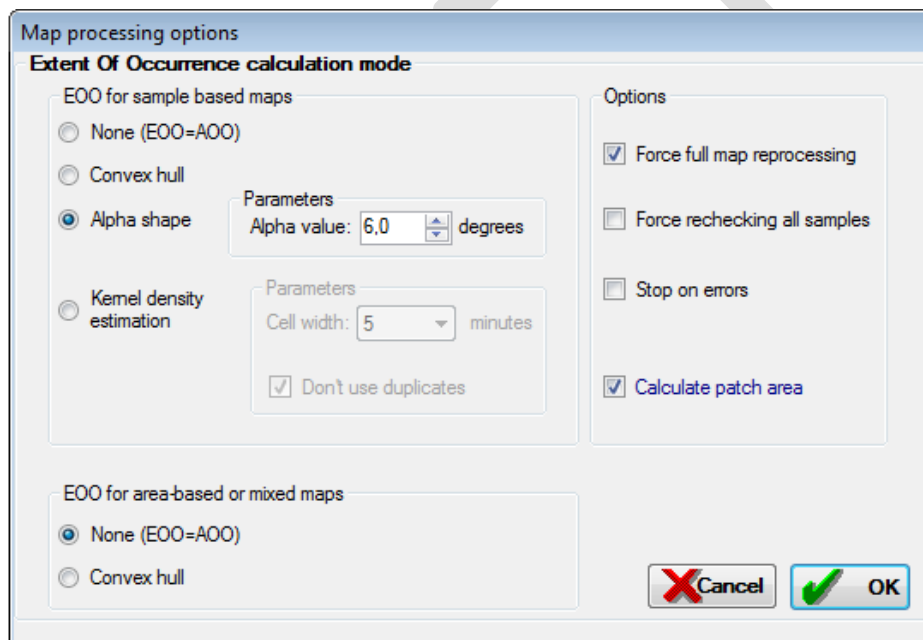 Map processing options
Extent Of Occurrence calculation mode
EOO for sample based maps
None (EOO=AOO)
Convex hull
Alpha shape
Parameters
Alpha value: 6,0 degrees
Kernel density
estimation
Parameters
Cell width: 5 minutes
Don't use duplicates
Options
Force full map reprocessing
Force rechecking all samples
Stop on errors
Calculate patch area
EOO for area-based or mixed maps
None (EOO=AOO)
Convex hull
Cancel
OK